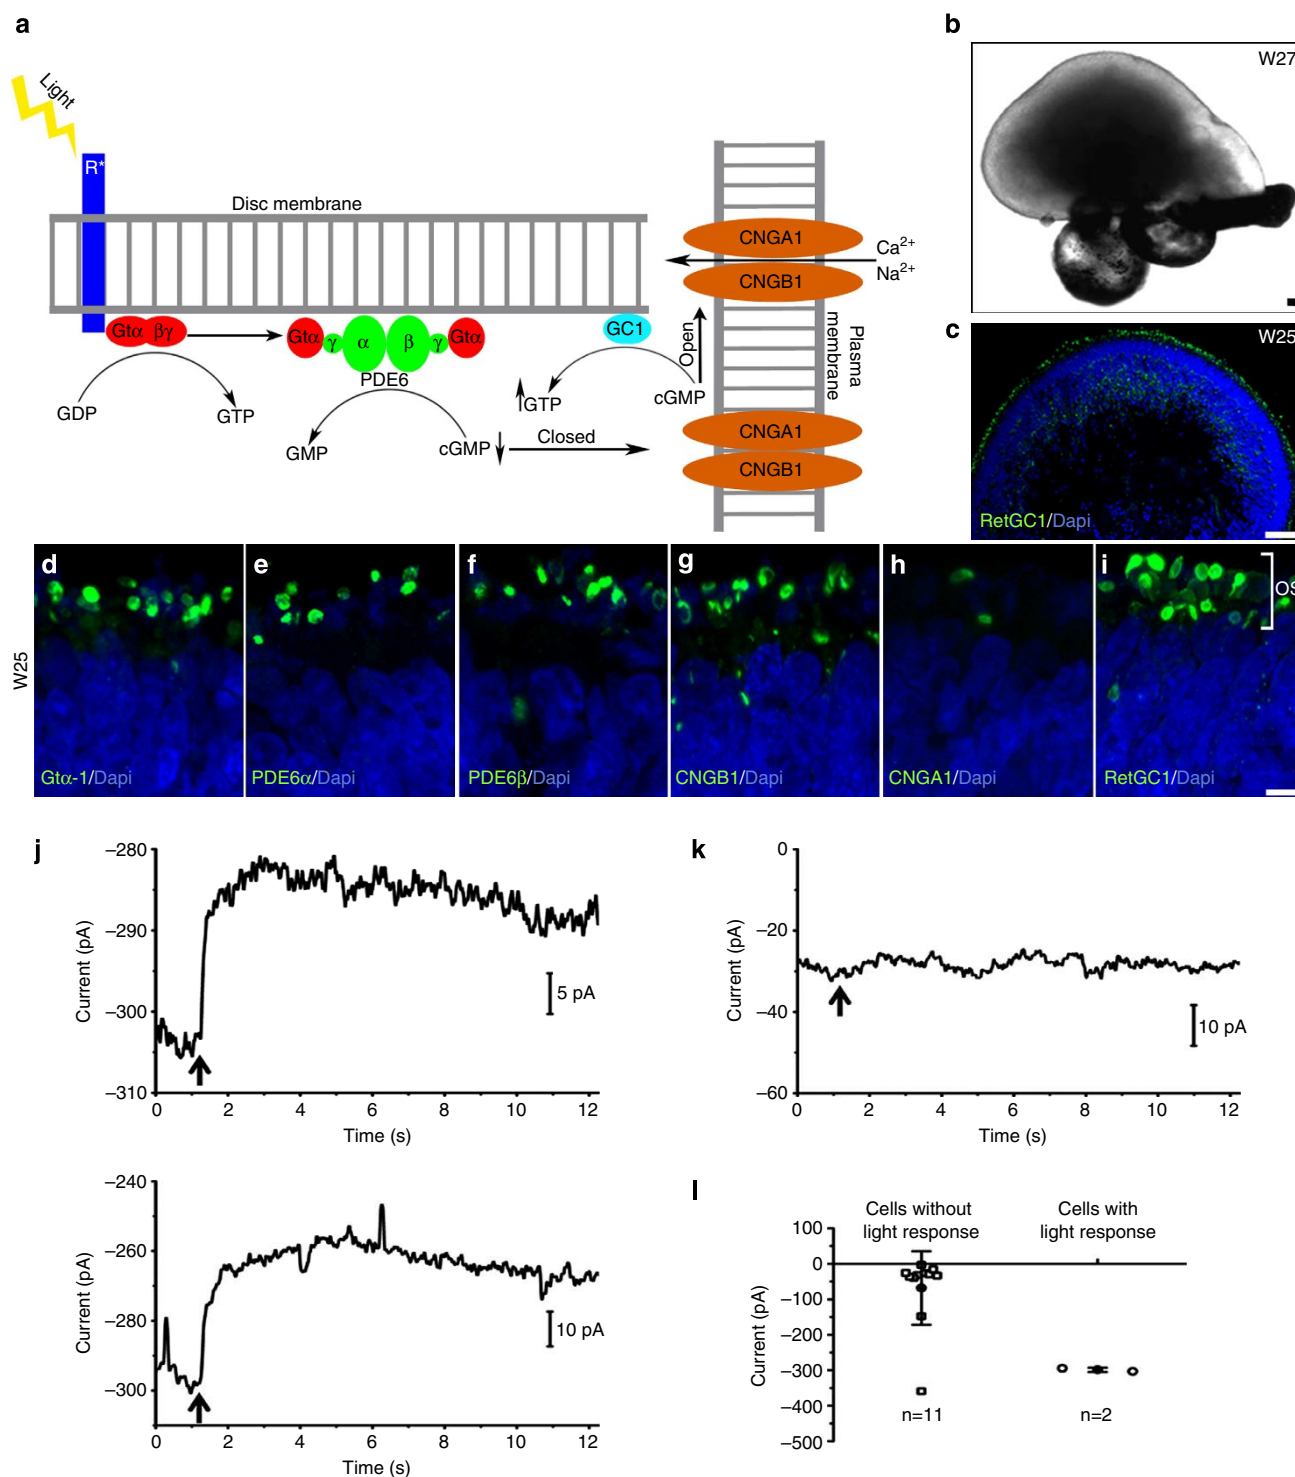 a
Light
R*
Disc membrane
Gtα βγ
Gtα γ α β γ Gtα
PDE6
GDP
GTP
GMP
cGMP
GC1
GTP
cGMP
Open
Closed
CNGA1
CNGB1
Ca2+
Na2+
Plasma
membrane
CNGA1
CNGB1
b
W27
c
W25
RetGC1/Dapi
W25
d
Gtα-1/Dapi
e
PDE6α/Dapi
f
PDE6β/Dapi
g
CNGB1/Dapi
h
CNGA1/Dapi
i
OS
RetGC1/Dapi
j
Current (pA)
–280
–290
–300
–310
5 pA
0 2 4 6 8 10 12
Time (s)
Current (pA)
–240
–260
–280
–300
10 pA
0 2 4 6 8 10 12
Time (s)
k
Current (pA)
0
–20
–40
–60
10 pA
0 2 4 6 8 10 12
Time (s)
l
Cells without
light response
Cells with
light response
Current (pA)
100
0
–100
–200
–300
–400
–500
n=11
n=2